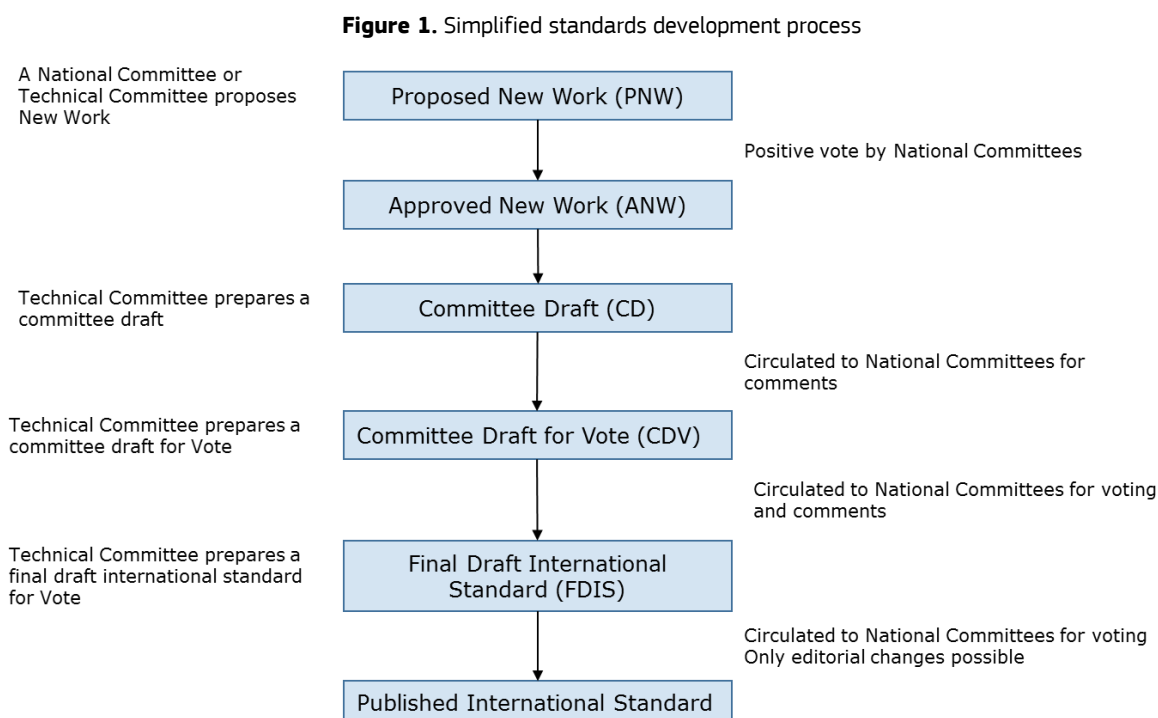 Figure 1. Simplified standards development process
A National Committee or
Technical Committee proposes
New Work
Proposed New Work (PNW)
Positive vote by National Committees
Approved New Work (ANW)
Technical Committee prepares a
committee draft
Committee Draft (CD)
Circulated to National Committees for
comments
Technical Committee prepares a
committee draft for Vote
Committee Draft for Vote (CDV)
Circulated to National Committees for voting
and comments
Technical Committee prepares a
final draft international standard
for Vote
Final Draft International
Standard (FDIS)
Circulated to National Committees for voting
Only editorial changes possible
Published International Standard